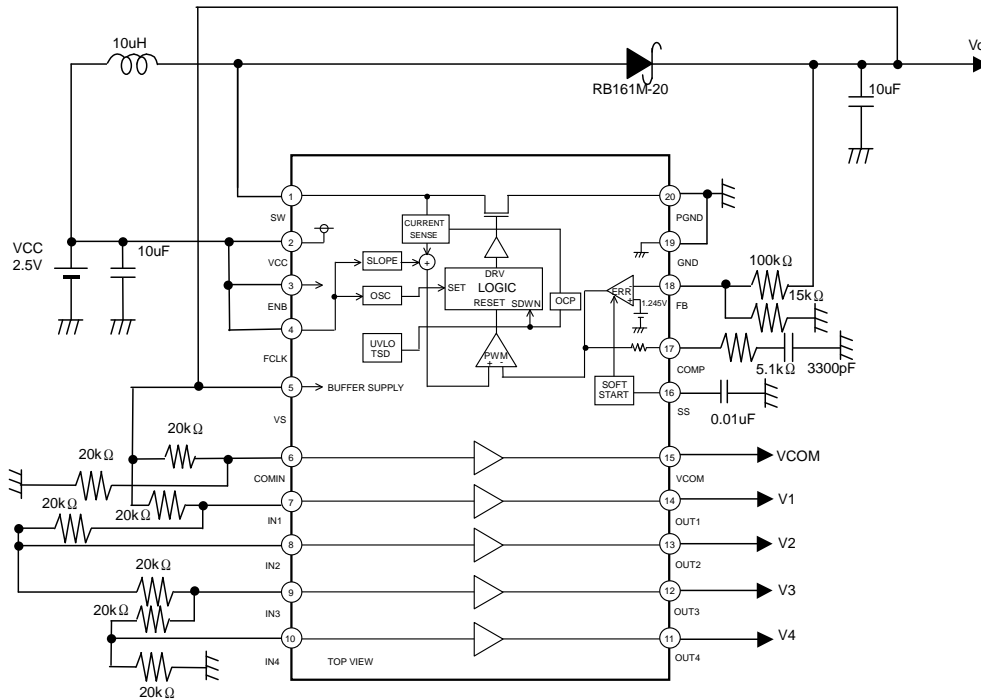 10uH
RB161M-20
10uF
VCC
2.5V
10uF
1
SW
2
VCC
3
ENB
4
FCLK
5
VS
6
COMIN
7
IN1
8
IN2
9
IN3
10
IN4
20
PGND
19
GND
18
FB
17
COMP
16
SS
15
VCOM
14
OUT1
13
OUT2
12
OUT3
11
OUT4
CURRENT
SENSE
SLOPE
+
OSC
SET
DRV
LOGIC
RESET
SDWN
OCP
ERR
+
-
1.245V
UVLO
TSD
PWM
+ -
SOFT
START
BUFFER SUPPLY
100kΩ
15kΩ
5.1kΩ
3300pF
0.01uF
20kΩ
20kΩ
20kΩ
20kΩ
20kΩ
20kΩ
20kΩ
VCOM
V1
V2
V3
V4
TOP VIEW